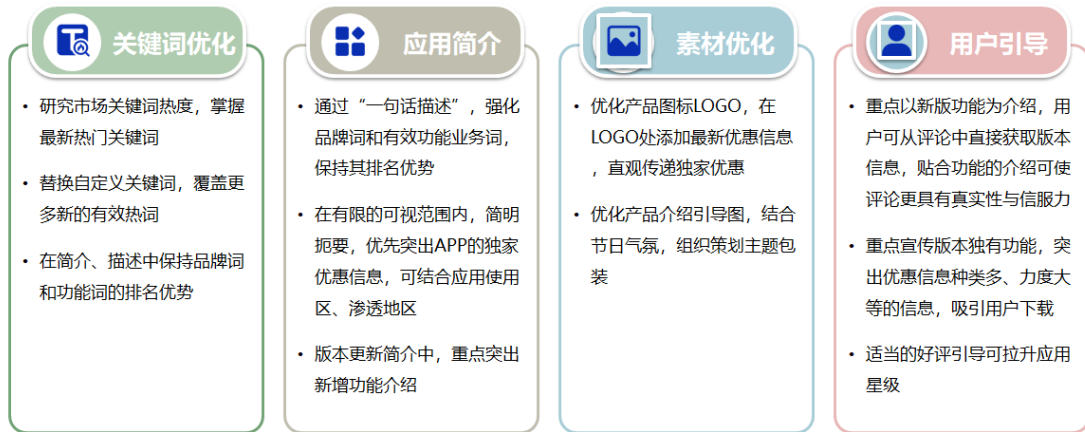 关键词优化
• 研究市场关键词热度，掌握
最新热门关键词
• 替换自定义关键词，覆盖更
多新的有效热词
• 在简介、描述中保持品牌词
和功能词的排名优势
应用简介
• 通过“一句话描述”，强化
品牌词和有效功能业务词，
保持其排名优势
• 在有限的可视范围内，简明
扼要，优先突出APP的独家
优惠信息，可结合应用使用
区、渗透地区
• 版本更新简介中，重点突出
新增功能介绍
素材优化
• 优化产品图标LOGO，在
LOGO处添加最新优惠信息
，直观传递独家优惠
• 优化产品介绍引导图，结合
节日气氛，组织策划主题包
装
用户引导
• 重点以新版功能为介绍，用
户可从评论中直接获取版本
信息，贴合功能的介绍可使
评论更具有真实性与信服力
• 重点宣传版本独有功能，突
出优惠信息种类多、力度大
等的信息，吸引用户下载
• 适当的好评引导可拉升应用
星级